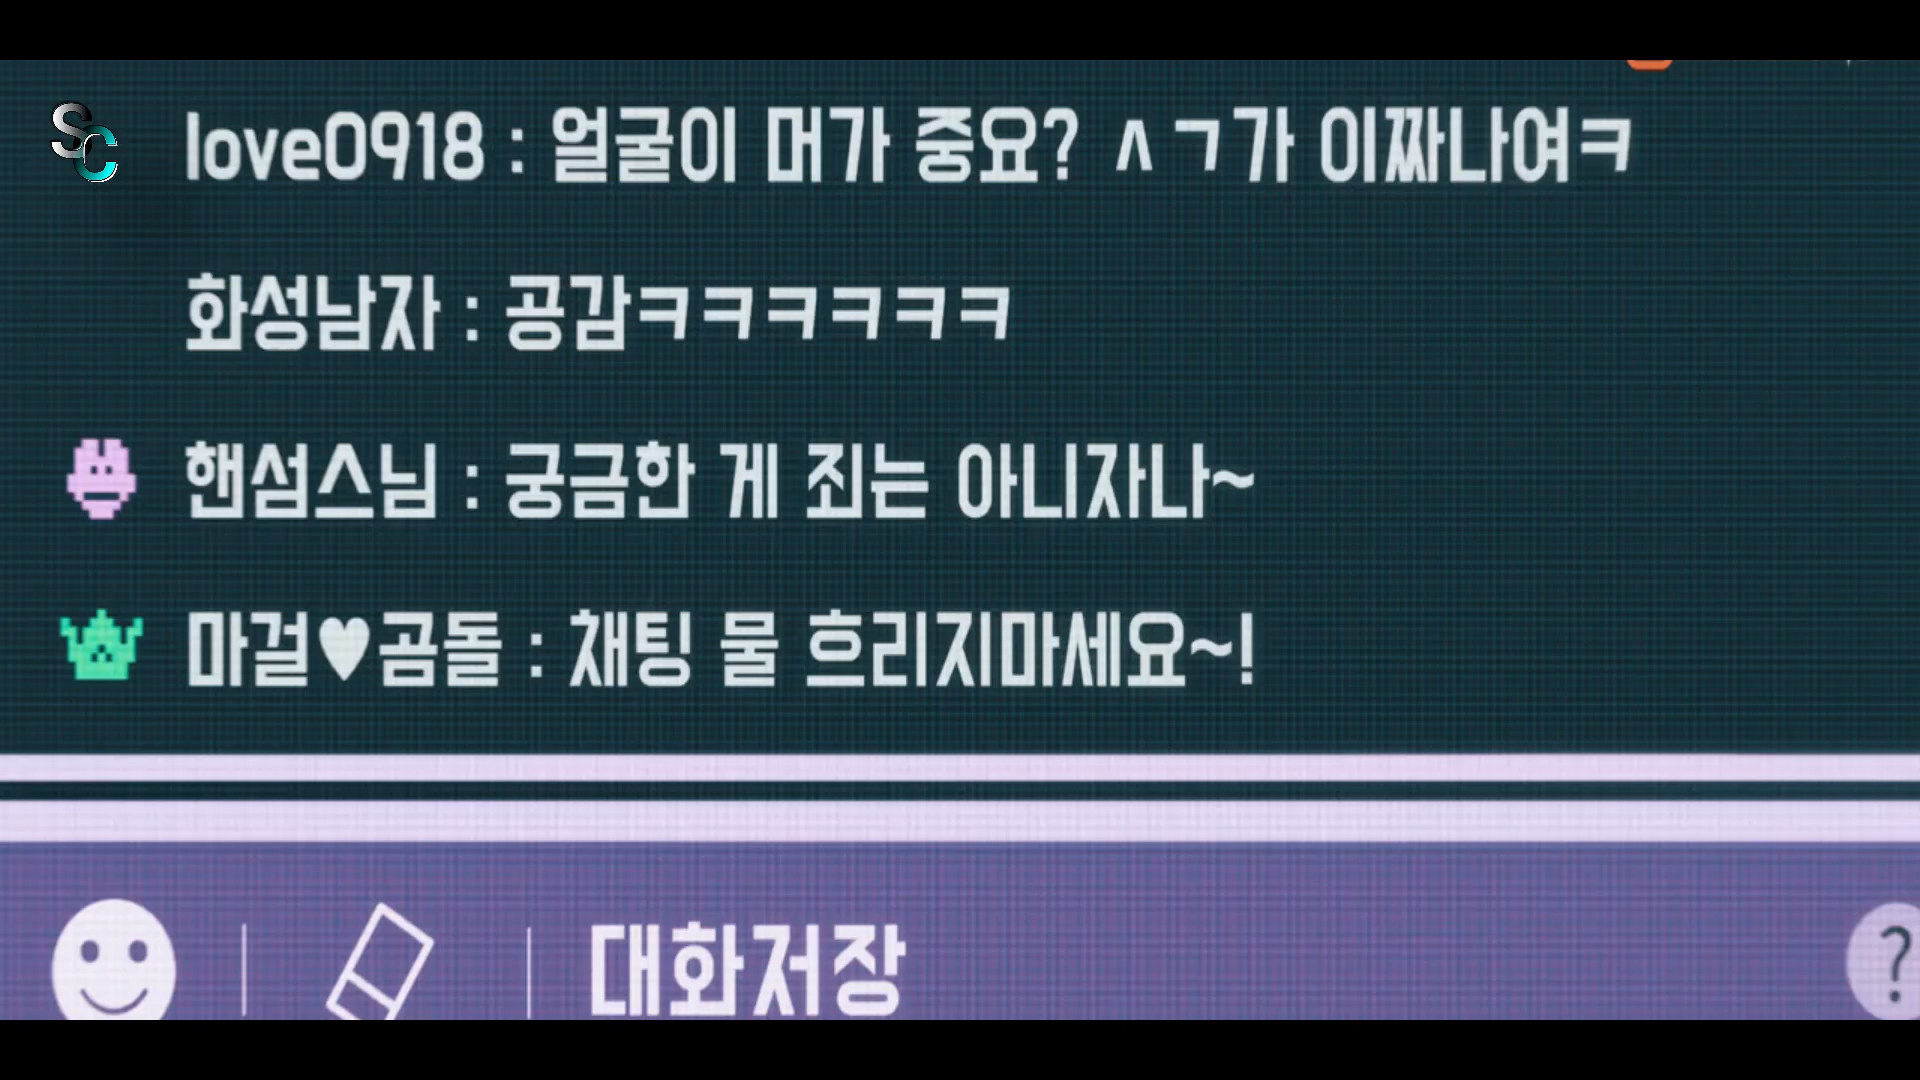 SC
love0918 : 얼굴이 머가 중요? ㅅㄱ가 이짜나여ㅋ
화성남자 : 공감ㅋㅋㅋㅋㅋㅋ
핸섬스님 : 궁금한 게 죄는 아니자나~
마걸♥곰돌 : 채팅 물 흐리지마세요~!
대화저장
?